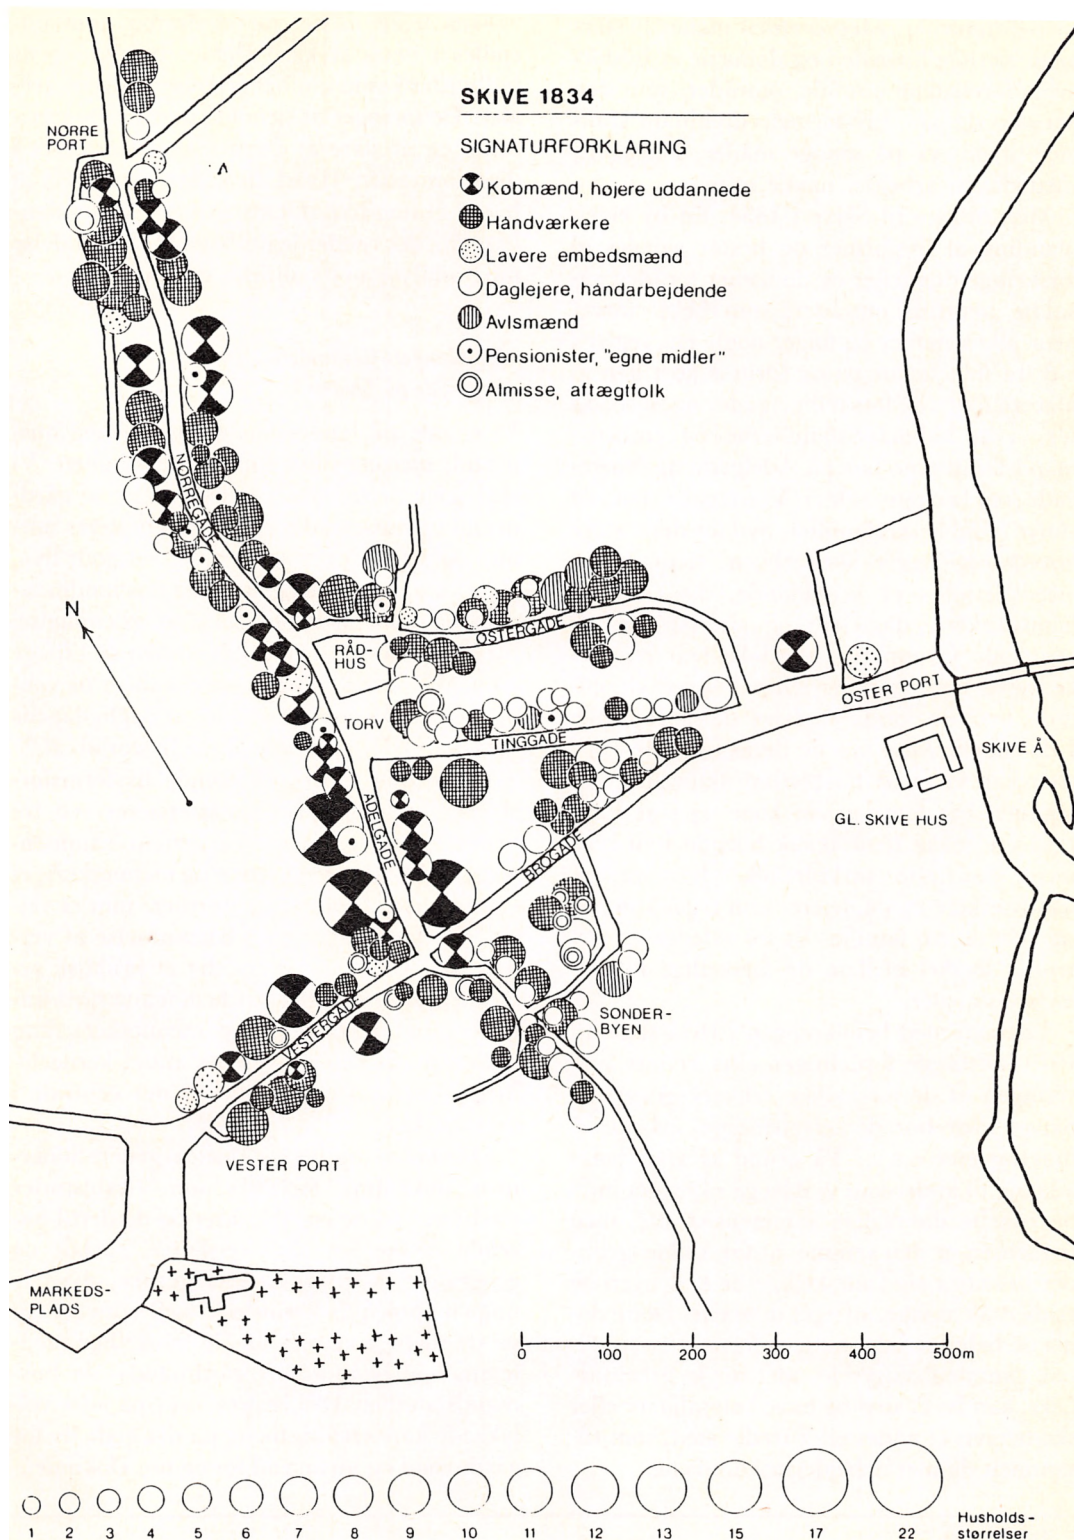 SKIVE 1834
SIGNATURFORKLARING
Købmænd, højere uddannede
Håndværkere
Lavere embedsmænd
Daglejere, håndarbejdende
Avlsmænd
Pensionister, "egne midler"
Almisse, aftægtfolk
NØRRE
PORT
NØRREGADE
N
RÅD-
HUS
ØSTERGADE
TORV
TINGGADE
ØSTER PORT
SKIVE Å
GL. SKIVE HUS
ADELGADE
BROGADE
SØNDER-
BYEN
VESTERGADE
VESTER PORT
MARKEDS-
PLADS
0 100 200 300 400 500m
1 2 3 4 5 6 7 8 9 10 11 12 13 15 17 22
Husholds-
størrelser